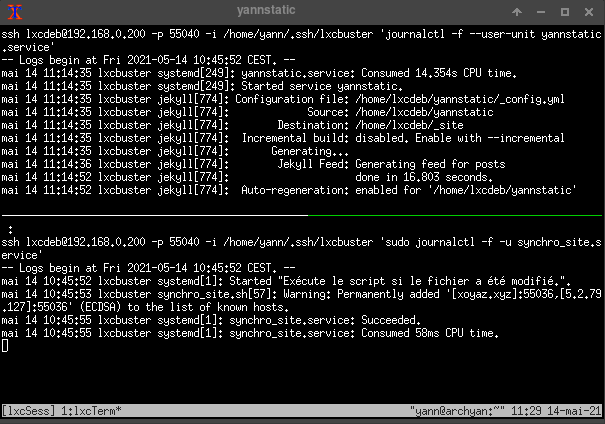 yannstatic
ssh lxcdeb@192.168.0.200 -p 55040 -i /home/yann/.ssh/lxcbuster 'journalctl -f --user-unit yannstatic
.service'
-- Logs begin at Fri 2021-05-14 10:45:52 CEST. --
mai 14 11:14:35 lxcbuster systemd[249]: yannstatic.service: Consumed 14.354s CPU time.
mai 14 11:14:35 lxcbuster systemd[249]: Started service yannstatic.
mai 14 11:14:35 lxcbuster jekyll[774]: Configuration file: /home/lxcdeb/yannstatic/_config.yml
mai 14 11:14:35 lxcbuster jekyll[774]:             Source: /home/lxcdeb/yannstatic
mai 14 11:14:35 lxcbuster jekyll[774]:        Destination: /home/lxcdeb/_site
mai 14 11:14:35 lxcbuster jekyll[774]:  Incremental build: disabled. Enable with --incremental
mai 14 11:14:35 lxcbuster jekyll[774]:       Generating...
mai 14 11:14:36 lxcbuster jekyll[774]:        Jekyll Feed: Generating feed for posts
mai 14 11:14:52 lxcbuster jekyll[774]:                     done in 16.803 seconds.
mai 14 11:14:52 lxcbuster jekyll[774]:  Auto-regeneration: enabled for '/home/lxcdeb/yannstatic'
:
ssh lxcdeb@192.168.0.200 -p 55040 -i /home/yann/.ssh/lxcbuster 'sudo journalctl -f -u synchro_site.s
ervice'
-- Logs begin at Fri 2021-05-14 10:45:52 CEST. --
mai 14 10:45:52 lxcbuster systemd[1]: Started "Exécute le script si le fichier a été modifié.".
mai 14 10:45:53 lxcbuster synchro_site.sh[57]: Warning: Permanently added '[xoyaz.xyz]:55036,[5.2.79
.127]:55036' (ECDSA) to the list of known hosts.
mai 14 10:45:55 lxcbuster systemd[1]: synchro_site.service: Succeeded.
mai 14 10:45:55 lxcbuster systemd[1]: synchro_site.service: Consumed 58ms CPU time.
[lxcSess] 1:lxcTerm* "yann@archyan:~" 11:29 14-mai-21